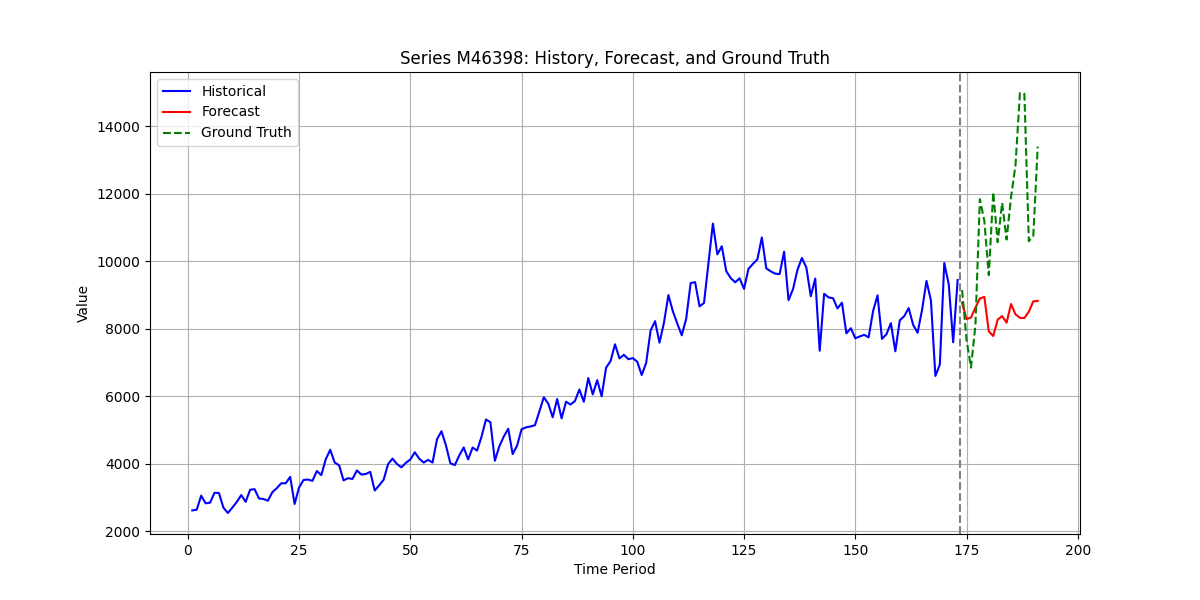 Series M46398: History, Forecast, and Ground Truth
Historical
Forecast
Ground Truth
14000
12000
10000
8000
6000
4000
2000
Value
0 25 50 75 100 125 150 175 200
Time Period